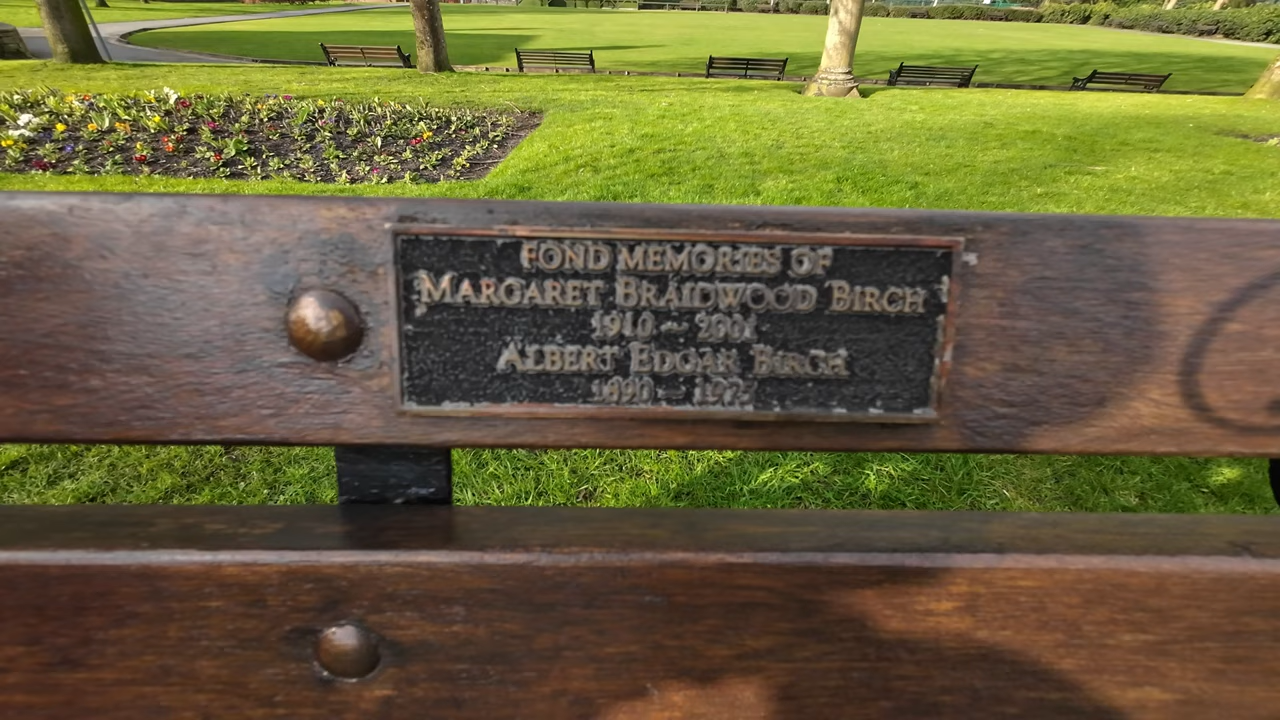 FOND MEMORIES OF
MARGARET BRAIDWOOD BIRCH
1910 ~ 2001
ALBERT EDGAR BIRCH